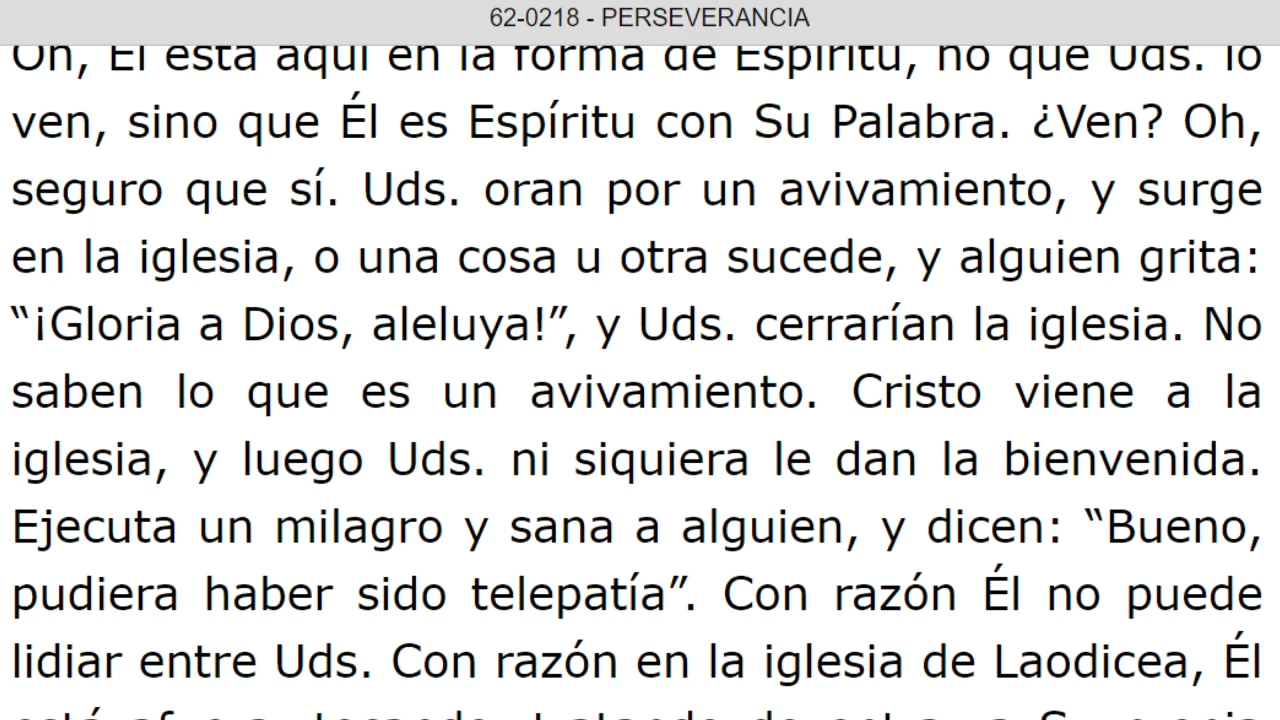 62-0218 - PERSEVERANCIA
Oh, Él está aquí en la forma de Espíritu, no que Uds. lo
ven, sino que Él es Espíritu con Su Palabra. ¿Ven? Oh,
seguro que sí. Uds. oran por un avivamiento, y surge
en la iglesia, o una cosa u otra sucede, y alguien grita:
“¡Gloria a Dios, aleluya!”, y Uds. cerrarían la iglesia. No
saben lo que es un avivamiento. Cristo viene a la
iglesia, y luego Uds. ni siquiera le dan la bienvenida.
Ejecuta un milagro y sana a alguien, y dicen: “Bueno,
pudiera haber sido telepatía”. Con razón Él no puede
lidiar entre Uds. Con razón en la iglesia de Laodicea, Él